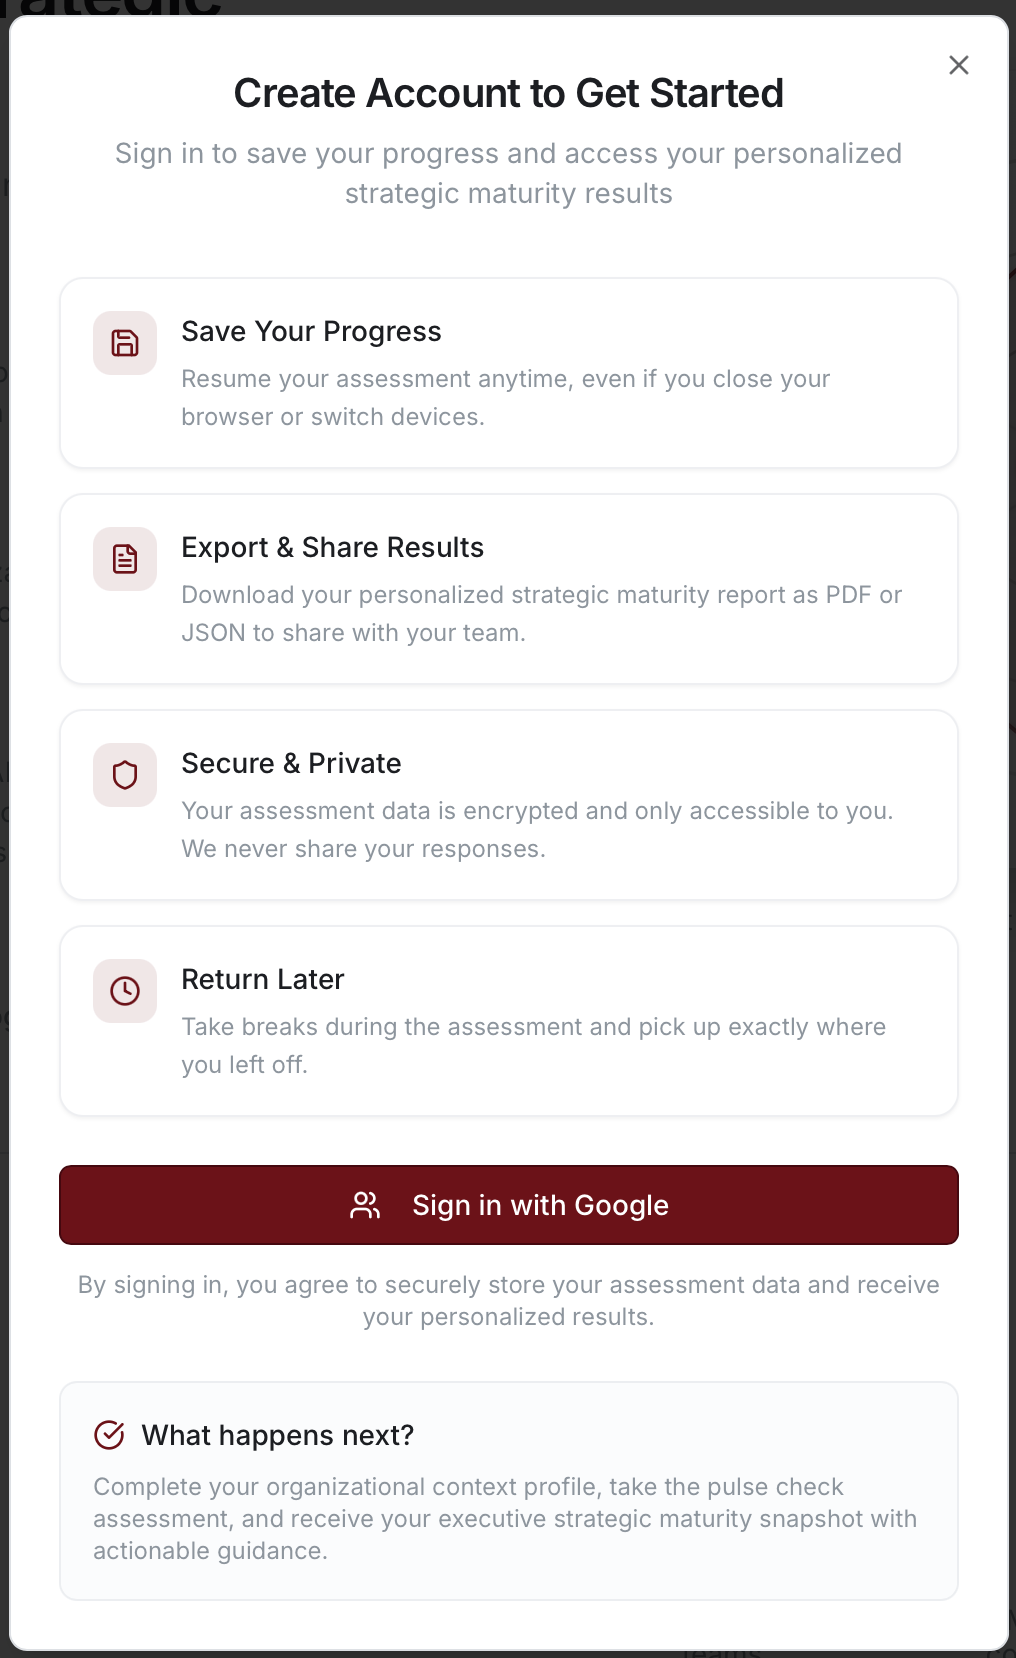 Create Account to Get Started
Sign in to save your progress and access your personalized
strategic maturity results
Save Your Progress
Resume your assessment anytime, even if you close your
browser or switch devices.
Export & Share Results
Download your personalized strategic maturity report as PDF or
JSON to share with your team.
Secure & Private
Your assessment data is encrypted and only accessible to you.
We never share your responses.
Return Later
Take breaks during the assessment and pick up exactly where
you left off.
Sign in with Google
By signing in, you agree to securely store your assessment data and receive
your personalized results.
What happens next?
Complete your organizational context profile, take the pulse check
assessment, and receive your executive strategic maturity snapshot with
actionable guidance.